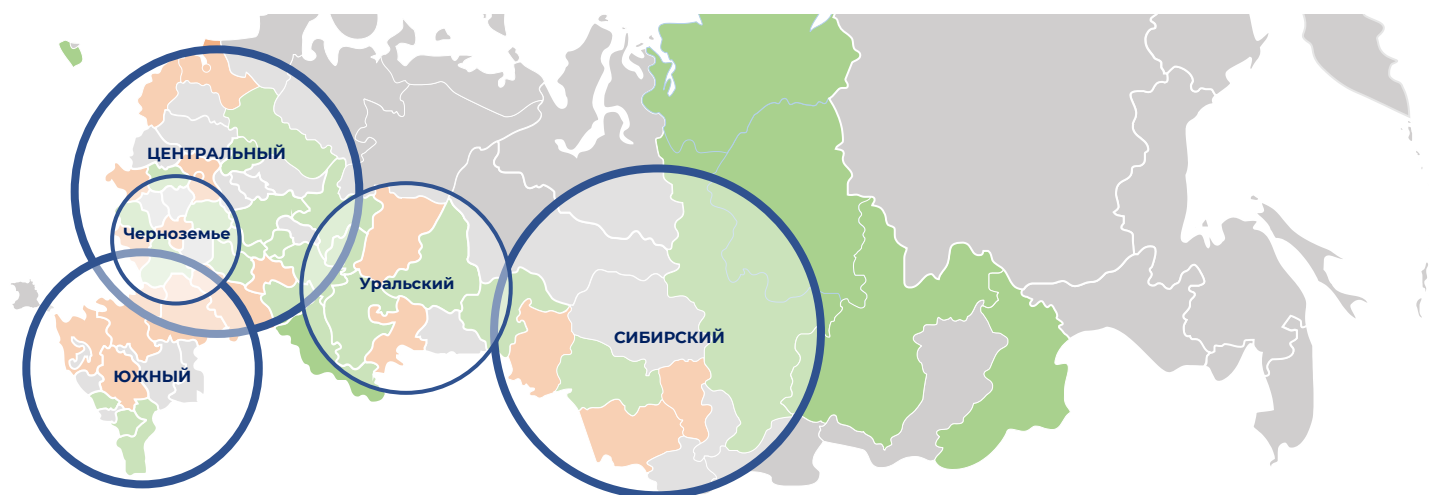 ЦЕНТРАЛЬНЫЙ
Черноземье
Уральский
СИБИРСКИЙ
ЮЖНЫЙ